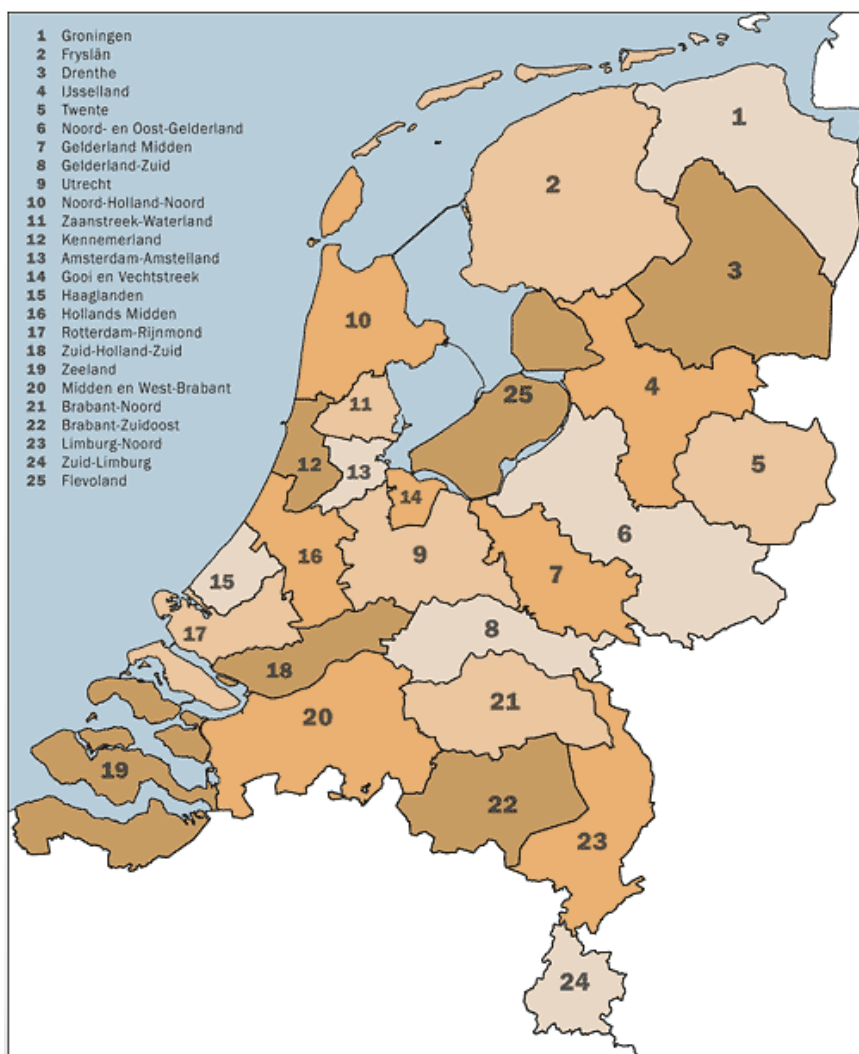 1 Groningen
2 Fryslân
3 Drenthe
4 IJsselland
5 Twente
6 Noord- en Oost-Gelderland
7 Gelderland Midden
8 Gelderland-Zuid
9 Utrecht
10 Noord-Holland-Noord
11 Zaanstreek-Waterland
12 Kennemerland
13 Amsterdam-Amstelland
14 Gooi en Vechtstreek
15 Haaglanden
16 Hollands Midden
17 Rotterdam-Rijnmond
18 Zuid-Holland-Zuid
19 Zeeland
20 Midden en West-Brabant
21 Brabant-Noord
22 Brabant-Zuidoost
23 Limburg-Noord
24 Zuid-Limburg
25 Flevoland
1
2
3
10
4
25
11
5
12
13
14
6
9
16
7
15
8
17
18
21
20
19
22
23
24